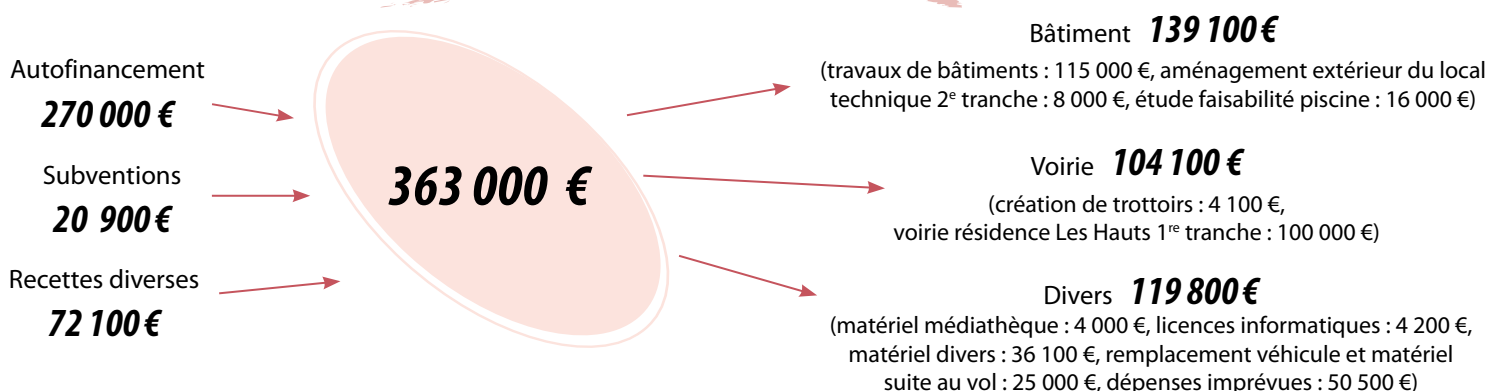 Autofinancement
270 000 €
Subventions
20 900 €
Recettes diverses
72 100 €
363 000 €
Bâtiment 139 100 €
(travaux de bâtiments : 115 000 €, aménagement extérieur du local
technique 2e tranche : 8 000 €, étude faisabilité piscine : 16 000 €)
Voirie 104 100 €
(création de trottoirs : 4 100 €,
voirie résidence Les Hauts 1re tranche : 100 000 €)
Divers 119 800 €
(matériel médiathèque : 4 000 €, licences informatiques : 4 200 €,
matériel divers : 36 100 €, remplacement véhicule et matériel
suite au vol : 25 000 €, dépenses imprévues : 50 500 €)